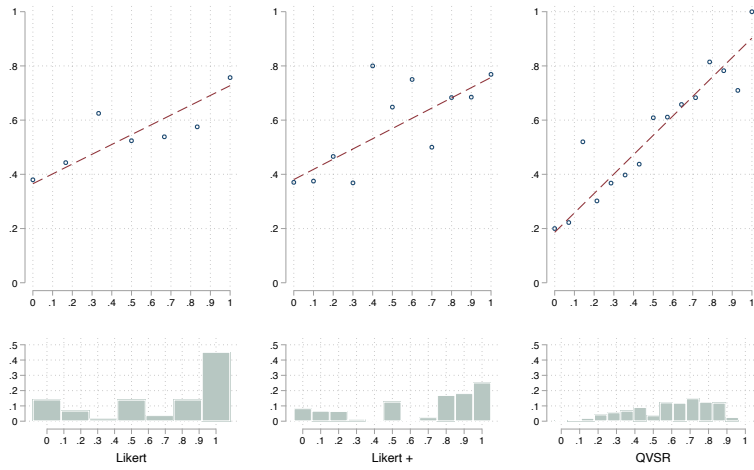 1 1 1
.8 .8 .8
.6 .6 .6
.4 .4 .4
.2 .2 .2
0 0 0
0 .1 .2 .3 .4 .5 .6 .7 .8 .9 1 0 .1 .2 .3 .4 .5 .6 .7 .8 .9 1 0 .1 .2 .3 .4 .5 .6 .7 .8 .9 1
.5 .5 .5
.4 .4 .4
.3 .3 .3
.2 .2 .2
.1 .1 .1
0 0 0
0 .1 .2 .3 .4 .5 .6 .7 .8 .9 1 0 .1 .2 .3 .4 .5 .6 .7 .8 .9 1 0 .1 .2 .3 .4 .5 .6 .7 .8 .9 1
Likert Likert + QVSR